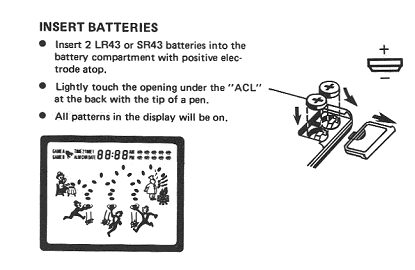 INSERT BATTERIES
● Insert 2 LR43 or SR43 batteries into the
battery compartment with positive elec-
trode atop.
● Lightly touch the opening under the "ACL"
at the back with the tip of a pen.
● All patterns in the display will be on.
+
−
GAME A TIME TIME 1 88:88 AM
GAME B ALARM DATE PM